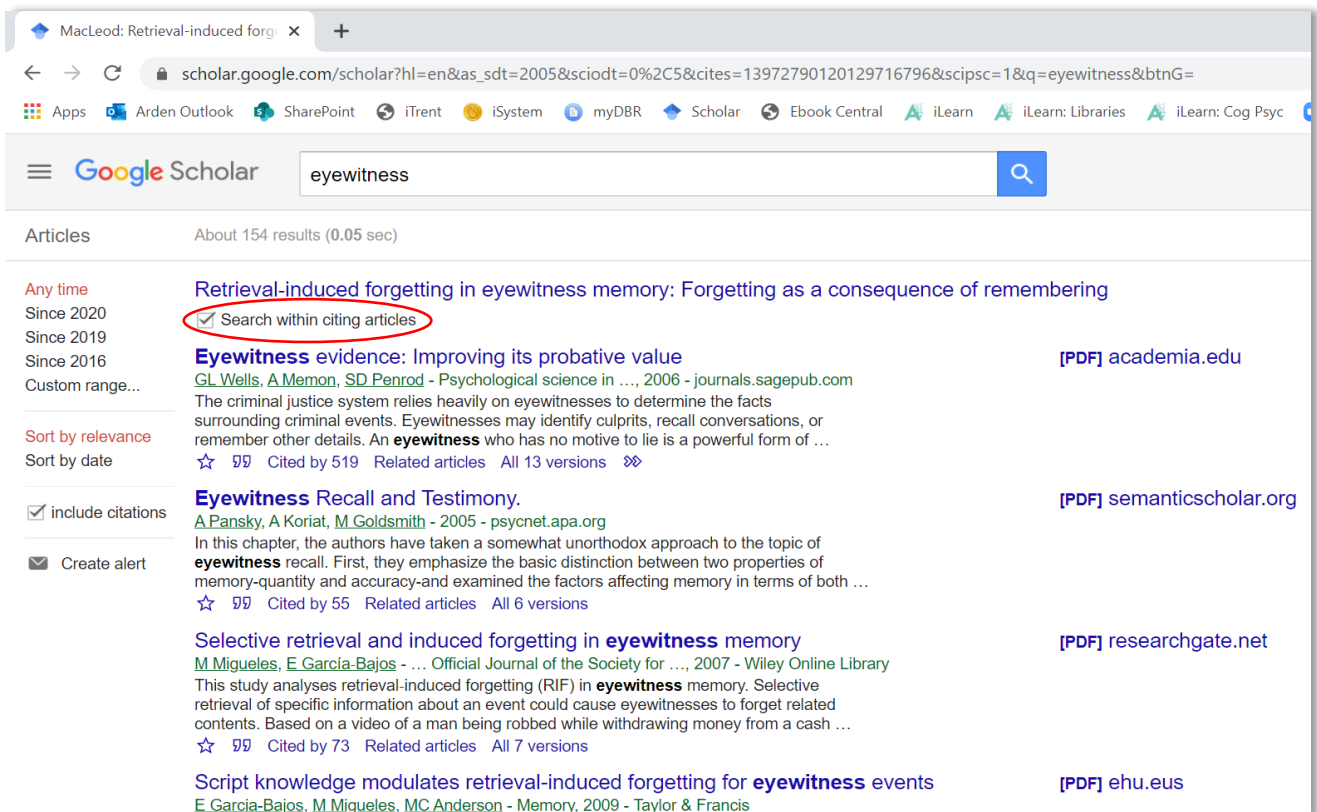 MacLeod: Retrieval-induced forg
scholar.google.com/scholar?hl=en&as_sdt=2005&sciodt=0%2C5&cites=13972790120129716796&scipsc=1&q=eyewitness&btnG=
Apps Arden Outlook SharePoint iTrent iSystem myDBR Scholar Ebook Central iLearn iLearn: Libraries iLearn: Cog Psyc
Google Scholar
eyewitness
Articles
About 154 results (0.05 sec)
Any time
Since 2020
Since 2019
Since 2016
Custom range...
Sort by relevance
Sort by date
include citations
Create alert
Retrieval-induced forgetting in eyewitness memory: Forgetting as a consequence of remembering
Search within citing articles
Eyewitness evidence: Improving its probative value
GL Wells, A Memon, SD Penrod - Psychological science in …, 2006 - journals.sagepub.com
The criminal justice system relies heavily on eyewitnesses to determine the facts
surrounding criminal events. Eyewitnesses may identify culprits, recall conversations, or
remember other details. An eyewitness who has no motive to lie is a powerful form of …
Cited by 519 Related articles All 13 versions
[PDF] academia.edu
Eyewitness Recall and Testimony.
A Pansky, A Koriat, M Goldsmith - 2005 - psycnet.apa.org
In this chapter, the authors have taken a somewhat unorthodox approach to the topic of
eyewitness recall. First, they emphasize the basic distinction between two properties of
memory-quantity and accuracy-and examined the factors affecting memory in terms of both …
Cited by 55 Related articles All 6 versions
[PDF] semanticscholar.org
Selective retrieval and induced forgetting in eyewitness memory
M Migueles, E García-Bajos - … Official Journal of the Society for …, 2007 - Wiley Online Library
This study analyses retrieval-induced forgetting (RIF) in eyewitness memory. Selective
retrieval of specific information about an event could cause eyewitnesses to forget related
contents. Based on a video of a man being robbed while withdrawing money from a cash …
Cited by 73 Related articles All 7 versions
[PDF] researchgate.net
Script knowledge modulates retrieval-induced forgetting for eyewitness events
E Garcia-Bajos, M Migueles, MC Anderson - Memory, 2009 - Taylor & Francis
[PDF] ehu.eus